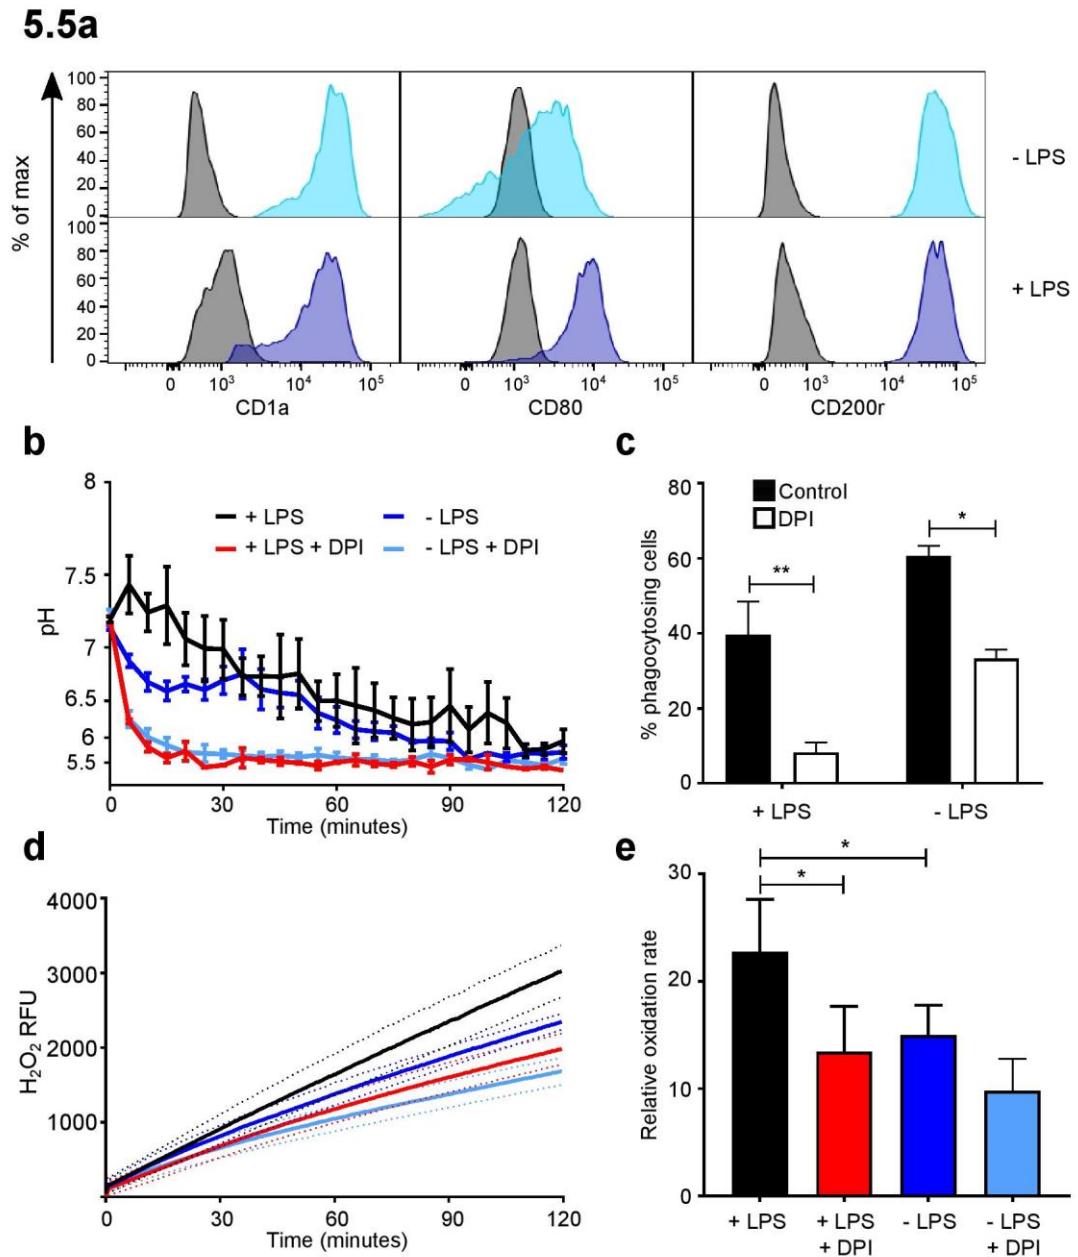 5.5a
% of max
100
80
60
40
20
0
- LPS
100
80
60
40
20
0
+ LPS
0 10³ 10⁴ 10⁵
0 10³ 10⁴ 10⁵
0 10³ 10⁴ 10⁵
CD1a
CD80
CD200r
b
pH
8
7.5
7
6.5
6
5.5
+ LPS
- LPS
+ LPS + DPI
- LPS + DPI
0 30 60 90 120
Time (minutes)
c
% phagocytosing cells
80
60
40
20
0
Control
DPI
**
*
+ LPS
- LPS
d
H₂O₂ RFU
4000
3000
2000
1000
0 30 60 90 120
Time (minutes)
e
Relative oxidation rate
30
20
10
0
*
*
+ LPS
+ LPS
+ DPI
- LPS
- LPS
+ DPI